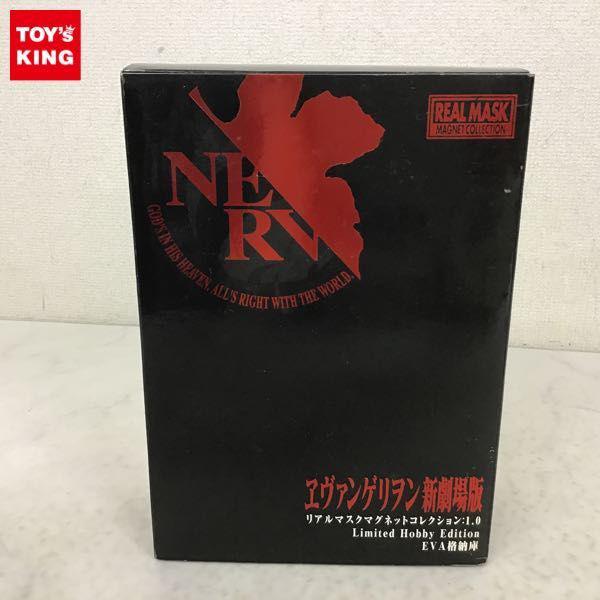 TOY's
KING
REAL MASK
MAGNET COLLECTION
NERV
GOD'S IN HIS HEAVEN. ALL'S RIGHT WITH THE WORLD.
ヱヴァンゲリヲン新劇場版
リアルマスクマグネットコレクション:1.0
Limited Hobby Edition
EVA格納庫